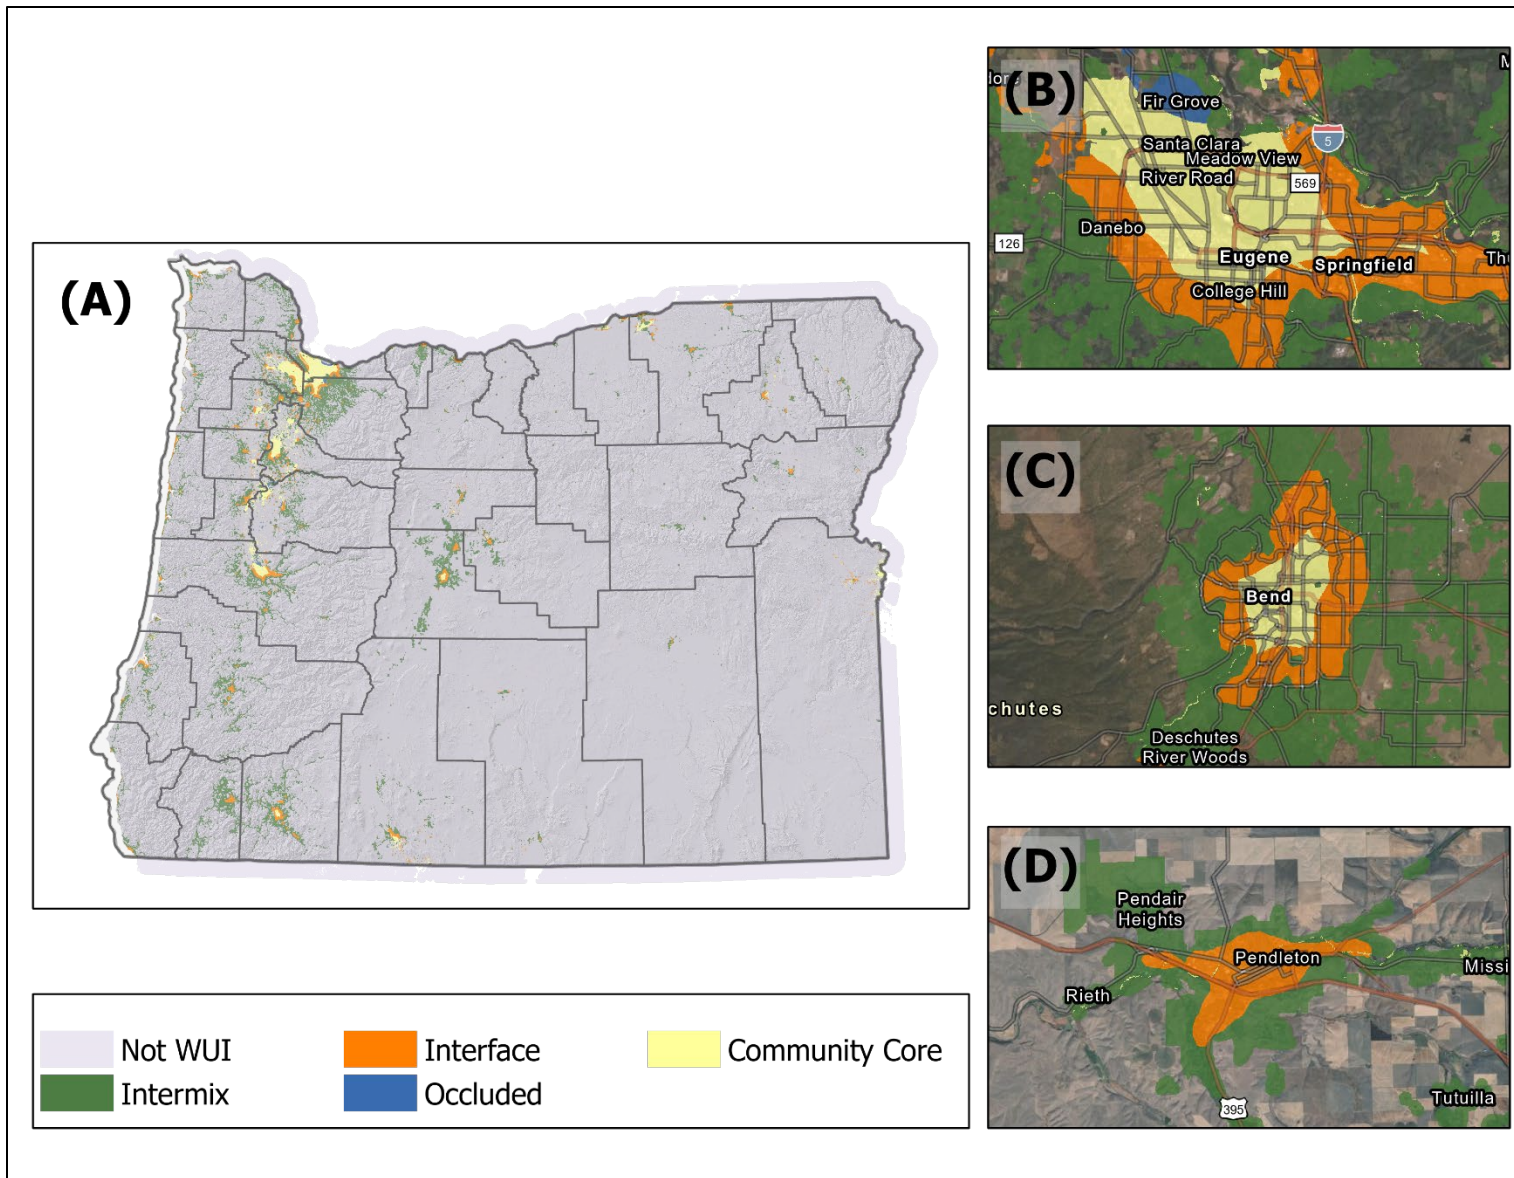 (A)
(B)
Fir Grove
5
Santa Clara
Meadow View
River Road
569
Danebo
126
Eugene
Springfield
College Hill
(C)
Bend
chutes
Deschutes
River Woods
(D)
Pendair
Heights
Pendleton
Missi
Rieth
395
Tutuilla
Not WUI
Interface
Community Core
Intermix
Occluded